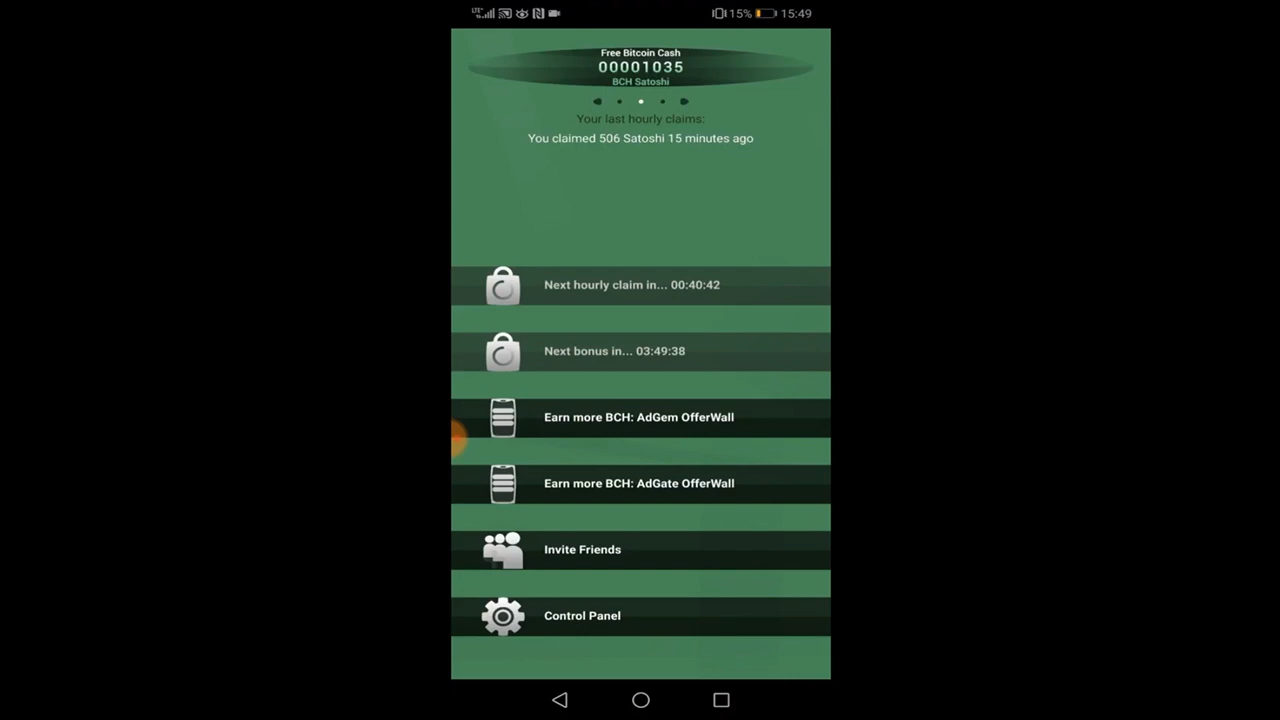 LTE 15% 15:49
Free Bitcoin Cash
00001035
BCH Satoshi
Your last hourly claims:
You claimed 506 Satoshi 15 minutes ago
Next hourly claim in... 00:40:42
Next bonus in... 03:49:38
Earn more BCH: AdGem OfferWall
Earn more BCH: AdGate OfferWall
Invite Friends
Control Panel